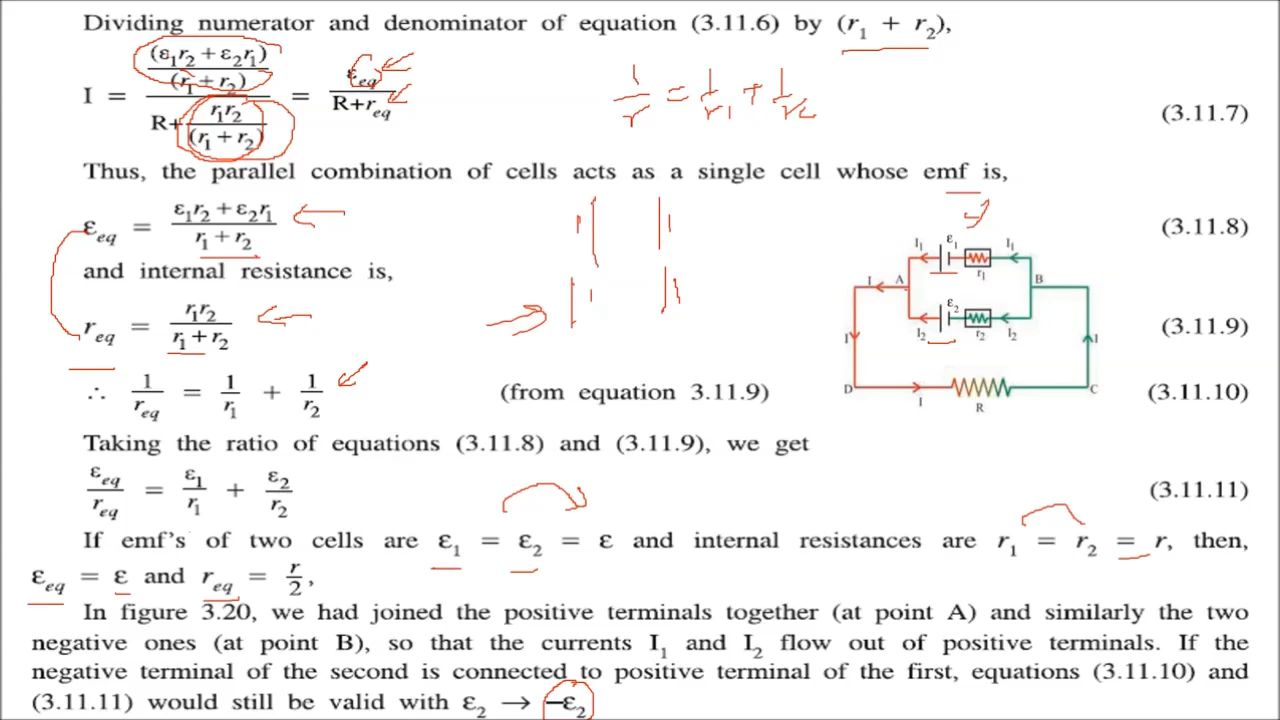 Dividing numerator and denominator of equation (3.11.6) by (r₁ + r₂),
I = ((ε₁r₂ + ε₂r₁)/(r₁ + r₂))/(R+ r₁r₂/(r₁ + r₂)) = ε_eq/(R+r_eq) (3.11.7)
1/r = 1/r1 + 1/r2
Thus, the parallel combination of cells acts as a single cell whose emf is,
ε_eq = (ε₁r₂ + ε₂r₁)/(r₁ + r₂) (3.11.8)
and internal resistance is,
r_eq = r₁r₂/(r₁ + r₂) (3.11.9)
∴ 1/r_eq = 1/r₁ + 1/r₂ (from equation 3.11.9) (3.11.10)
I₁ ε₁ I₁
r₁
I A B
ε₂
I₂ r₂ I₂
I I
D C
I R
Taking the ratio of equations (3.11.8) and (3.11.9), we get
ε_eq/r_eq = ε₁/r₁ + ε₂/r₂ (3.11.11)
If emf's of two cells are ε₁ = ε₂ = ε and internal resistances are r₁ = r₂ = r, then,
ε_eq = ε and r_eq = r/2,
In figure 3.20, we had joined the positive terminals together (at point A) and similarly the two
negative ones (at point B), so that the currents I₁ and I₂ flow out of positive terminals. If the
negative terminal of the second is connected to positive terminal of the first, equations (3.11.10) and
(3.11.11) would still be valid with ε₂ → −ε₂